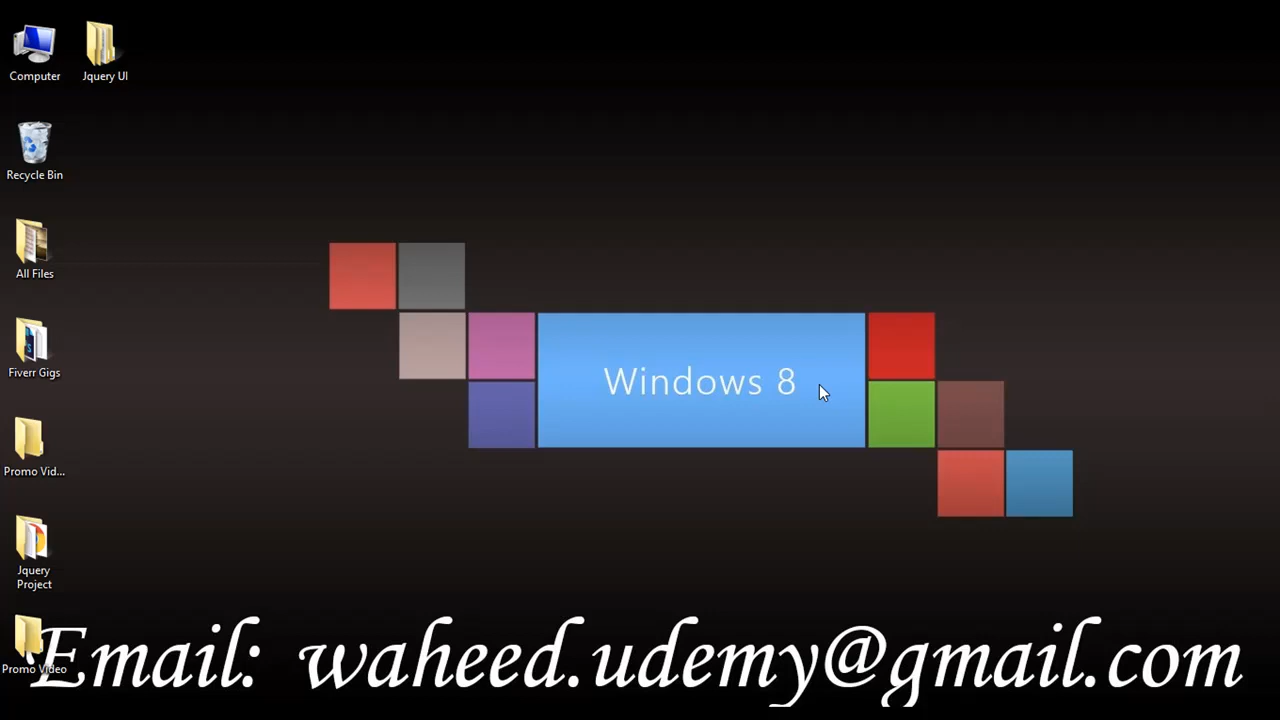 Computer
Jquery UI
Recycle Bin
All Files
Fiverr Gigs
Promo Vid...
Jquery
Project
Promo Video
Windows 8
Email: waheed.udemy@gmail.com